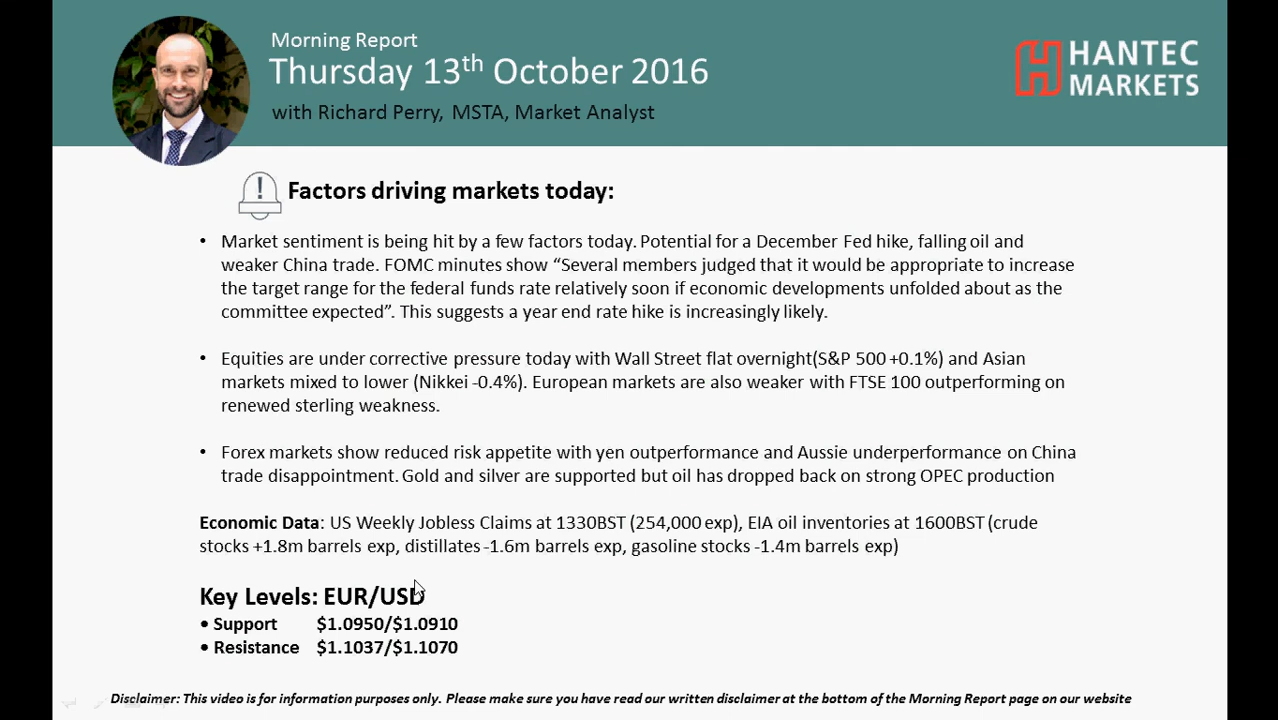 Morning Report
Thursday 13th October 2016
with Richard Perry, MSTA, Market Analyst
HANTEC
MARKETS
Factors driving markets today:
• Market sentiment is being hit by a few factors today. Potential for a December Fed hike, falling oil and
weaker China trade. FOMC minutes show “Several members judged that it would be appropriate to increase
the target range for the federal funds rate relatively soon if economic developments unfolded about as the
committee expected”. This suggests a year end rate hike is increasingly likely.
• Equities are under corrective pressure today with Wall Street flat overnight(S&P 500 +0.1%) and Asian
markets mixed to lower (Nikkei -0.4%). European markets are also weaker with FTSE 100 outperforming on
renewed sterling weakness.
• Forex markets show reduced risk appetite with yen outperformance and Aussie underperformance on China
trade disappointment. Gold and silver are supported but oil has dropped back on strong OPEC production
Economic Data: US Weekly Jobless Claims at 1330BST (254,000 exp), EIA oil inventories at 1600BST (crude
stocks +1.8m barrels exp, distillates -1.6m barrels exp, gasoline stocks -1.4m barrels exp)
Key Levels: EUR/USD
• Support $1.0950/$1.0910
• Resistance $1.1037/$1.1070
Disclaimer: This video is for information purposes only. Please make sure you have read our written disclaimer at the bottom of the Morning Report page on our website